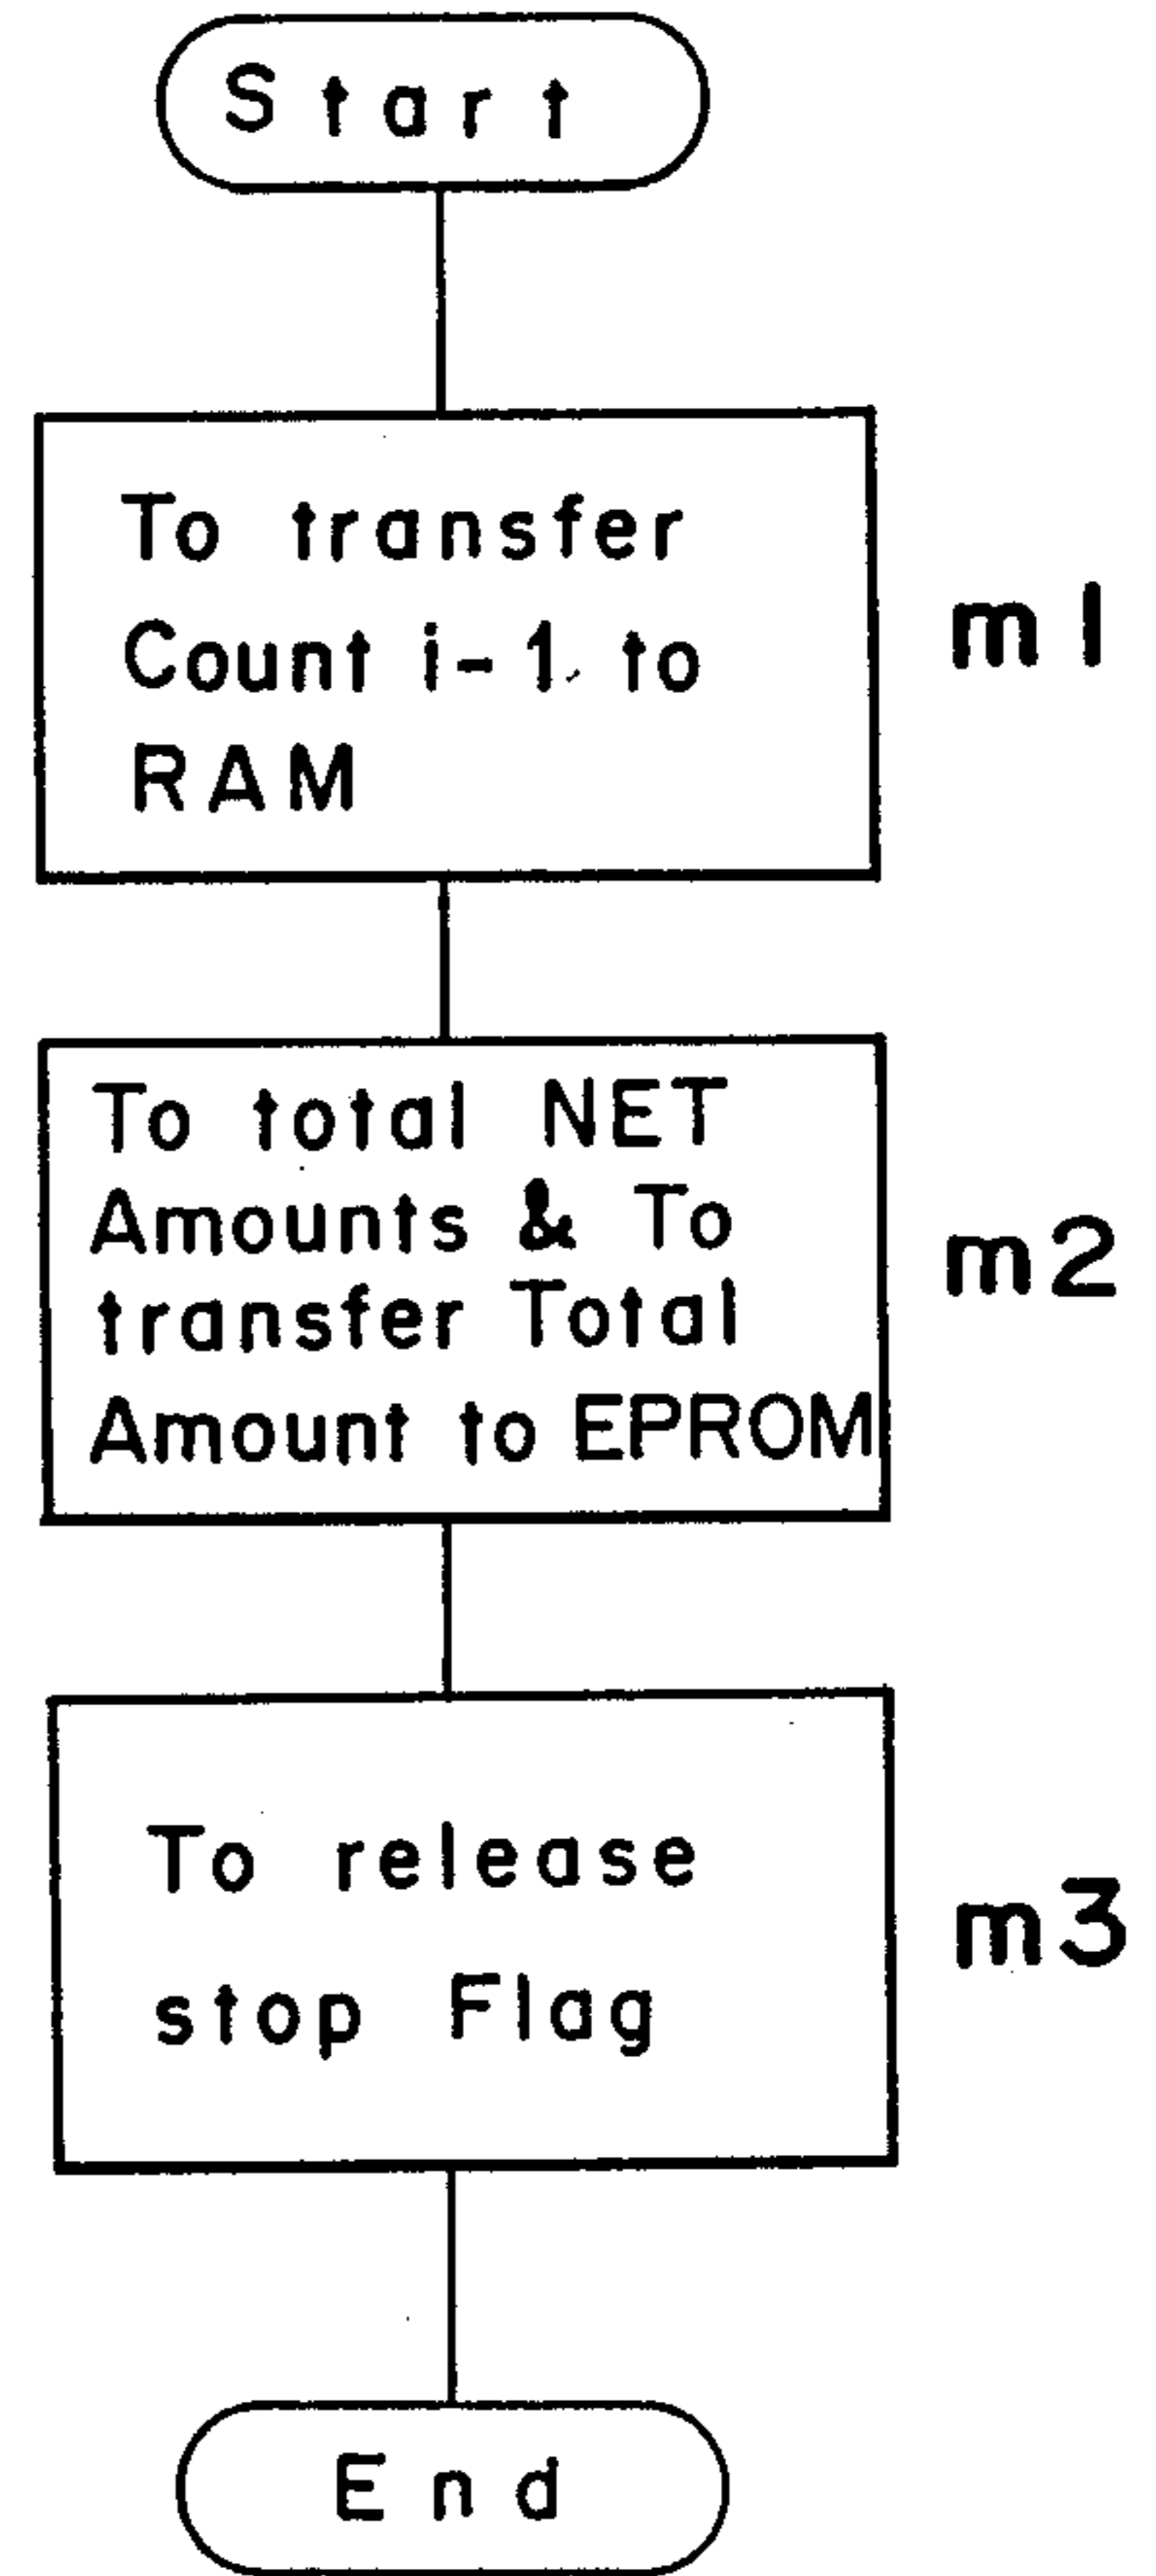 Start
To transfer
Count i-1 to
RAM
m1
To total NET
Amounts & To
transfer Total
Amount to EPROM
m2
To release
stop Flag
m3
End